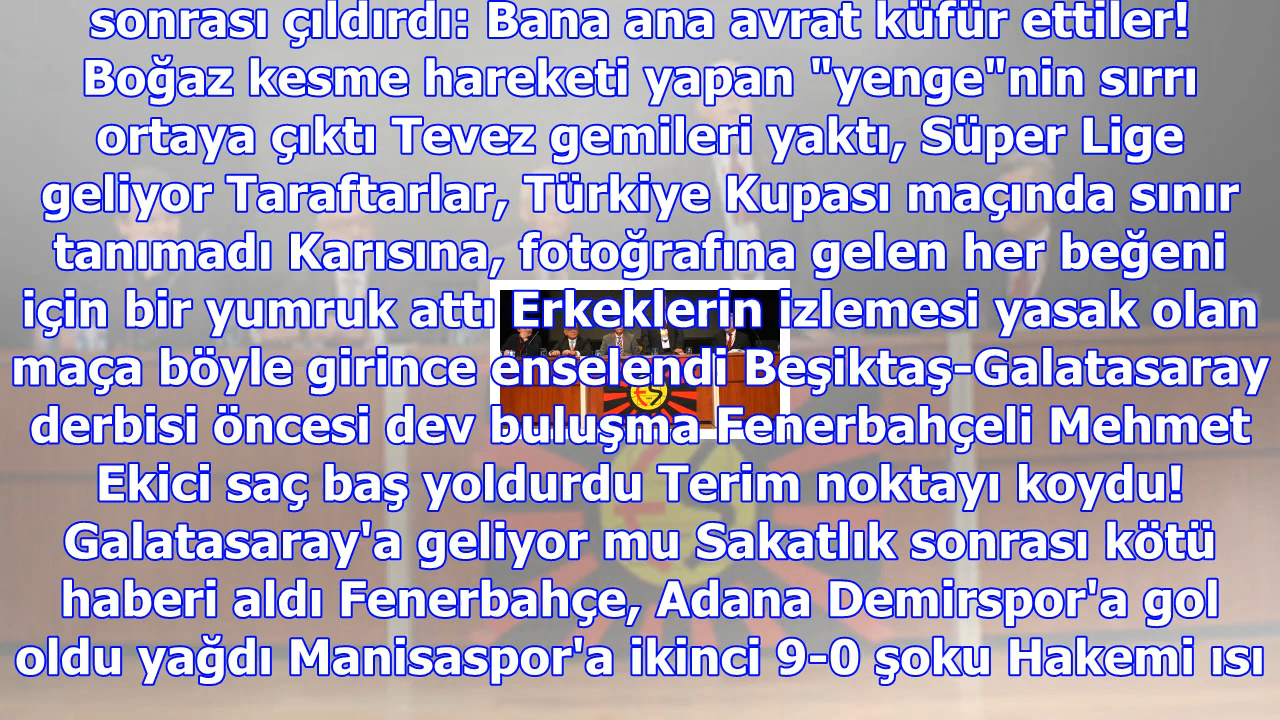 sonrası çıldırdı: Bana ana avrat küfür ettiler!
Boğaz kesme hareketi yapan "yenge"nin sırrı
ortaya çıktı Tevez gemileri yaktı, Süper Lige
geliyor Taraftarlar, Türkiye Kupası maçında sınır
tanımadı Karısına, fotoğrafına gelen her beğeni
için bir yumruk attı Erkeklerin izlemesi yasak olan
maça böyle girince enselendi Beşiktaş-Galatasaray
derbisi öncesi dev buluşma Fenerbahçeli Mehmet
Ekici saç baş yoldurdu Terim noktayı koydu!
Galatasaray'a geliyor mu Sakatlık sonrası kötü
haberi aldı Fenerbahçe, Adana Demirspor'a gol
oldu yağdı Manisaspor'a ikinci 9-0 şoku Hakemi ısı